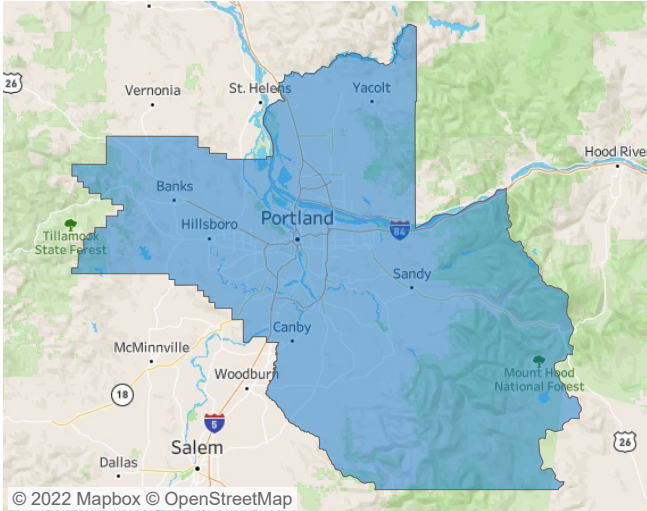 26
Vernonia
St. Helens
Yacolt
Hood River
Banks
Hillsboro
Portland
84
Tillamook
State Forest
Sandy
Canby
McMinnville
Woodburn
Mount Hood
National Forest
18
5
26
Salem
Dallas
© 2022 Mapbox © OpenStreetMap